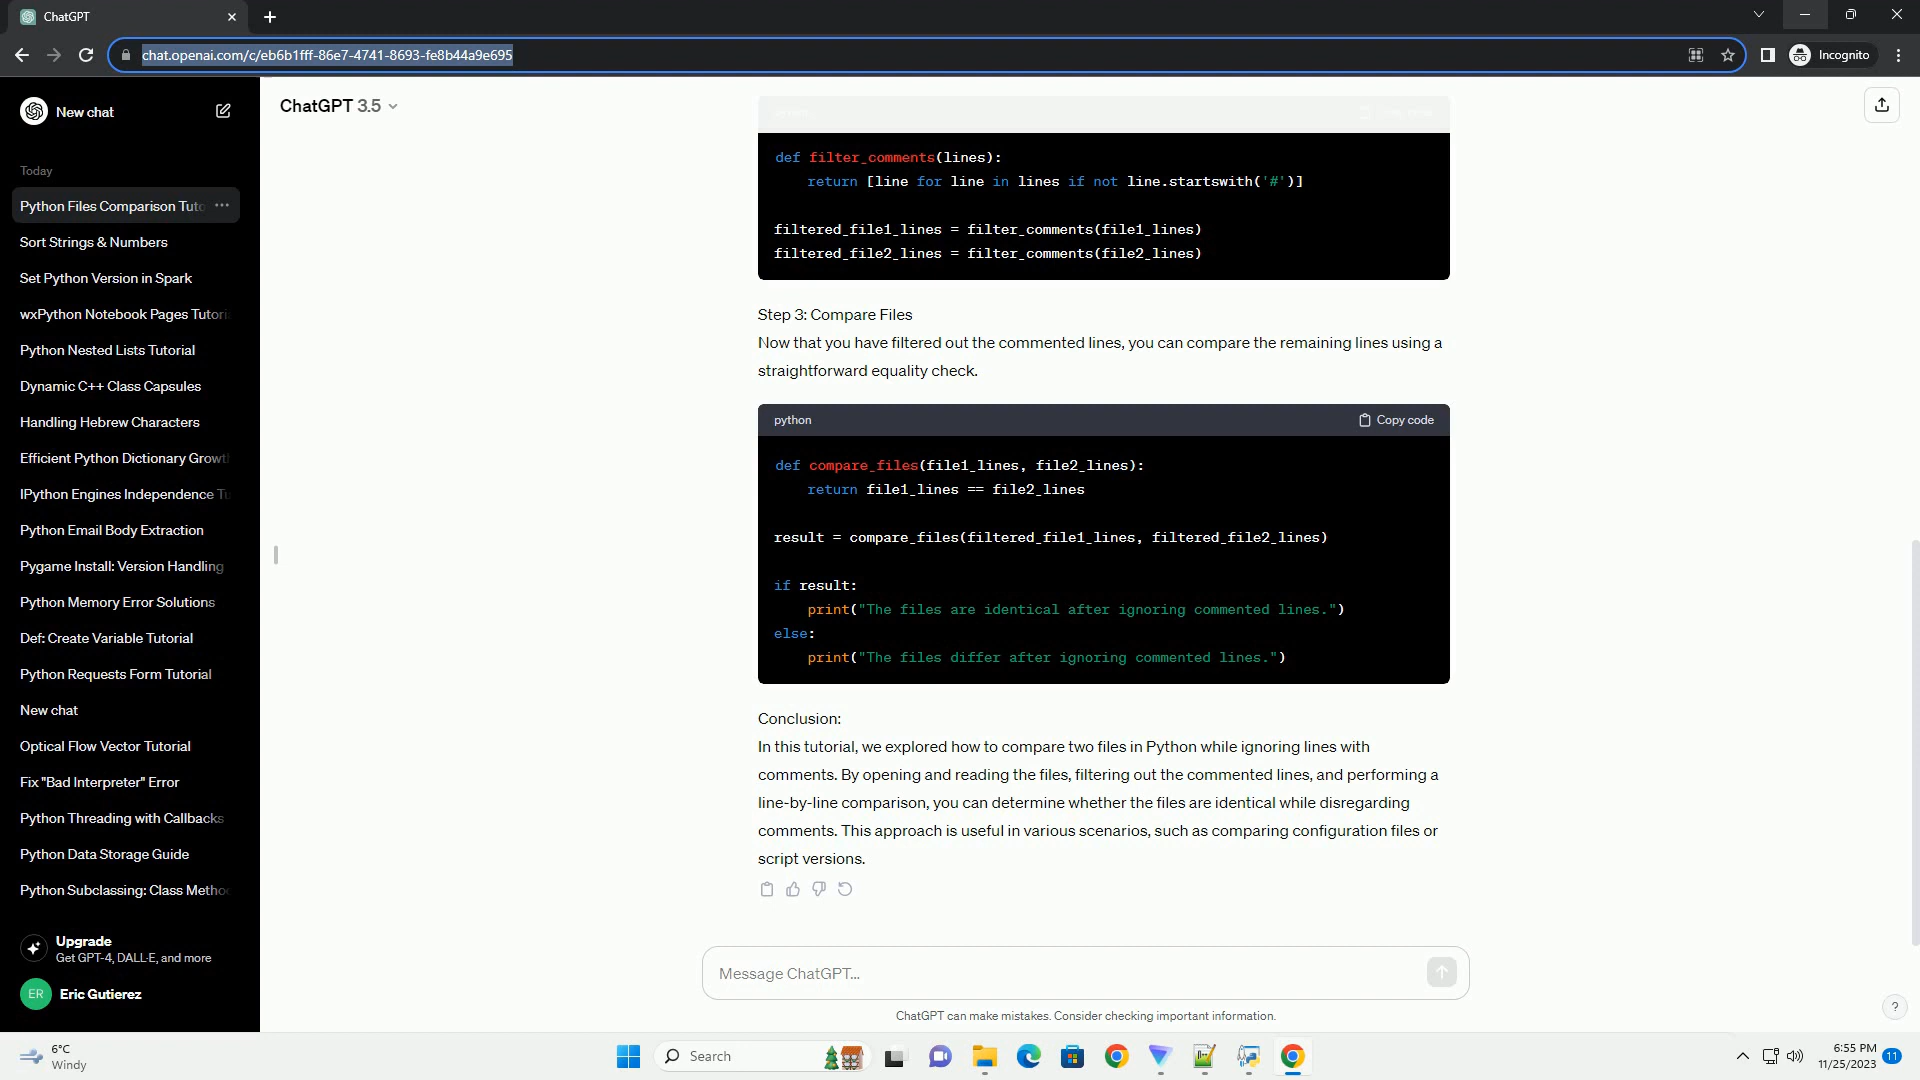 ChatGPT
chat.openai.com/c/eb6b1fff-86e7-4741-8693-fe8b44a9e695
Incognito
New chat
ChatGPT 3.5
Today
Python Files Comparison Tuto
Sort Strings & Numbers
Set Python Version in Spark
wxPython Notebook Pages Tutori
Python Nested Lists Tutorial
Dynamic C++ Class Capsules
Handling Hebrew Characters
Efficient Python Dictionary Growt
IPython Engines Independence Tu
Python Email Body Extraction
Pygame Install: Version Handling
Python Memory Error Solutions
Def: Create Variable Tutorial
Python Requests Form Tutorial
New chat
Optical Flow Vector Tutorial
Fix "Bad Interpreter" Error
Python Threading with Callbacks
Python Data Storage Guide
Python Subclassing: Class Metho
Upgrade
Get GPT-4, DALL·E, and more
ER
Eric Gutierez
def filter_comments(lines):
    return [line for line in lines if not line.startswith('#')]
filtered_file1_lines = filter_comments(file1_lines)
filtered_file2_lines = filter_comments(file2_lines)
Step 3: Compare Files
Now that you have filtered out the commented lines, you can compare the remaining lines using a
straightforward equality check.
python
Copy code
def compare_files(file1_lines, file2_lines):
    return file1_lines == file2_lines
result = compare_files(filtered_file1_lines, filtered_file2_lines)
if result:
    print("The files are identical after ignoring commented lines.")
else:
    print("The files differ after ignoring commented lines.")
Conclusion:
In this tutorial, we explored how to compare two files in Python while ignoring lines with
comments. By opening and reading the files, filtering out the commented lines, and performing a
line-by-line comparison, you can determine whether the files are identical while disregarding
comments. This approach is useful in various scenarios, such as comparing configuration files or
script versions.
Message ChatGPT...
ChatGPT can make mistakes. Consider checking important information.
?
6°C
Windy
Search
6:55 PM
11/25/2023
11